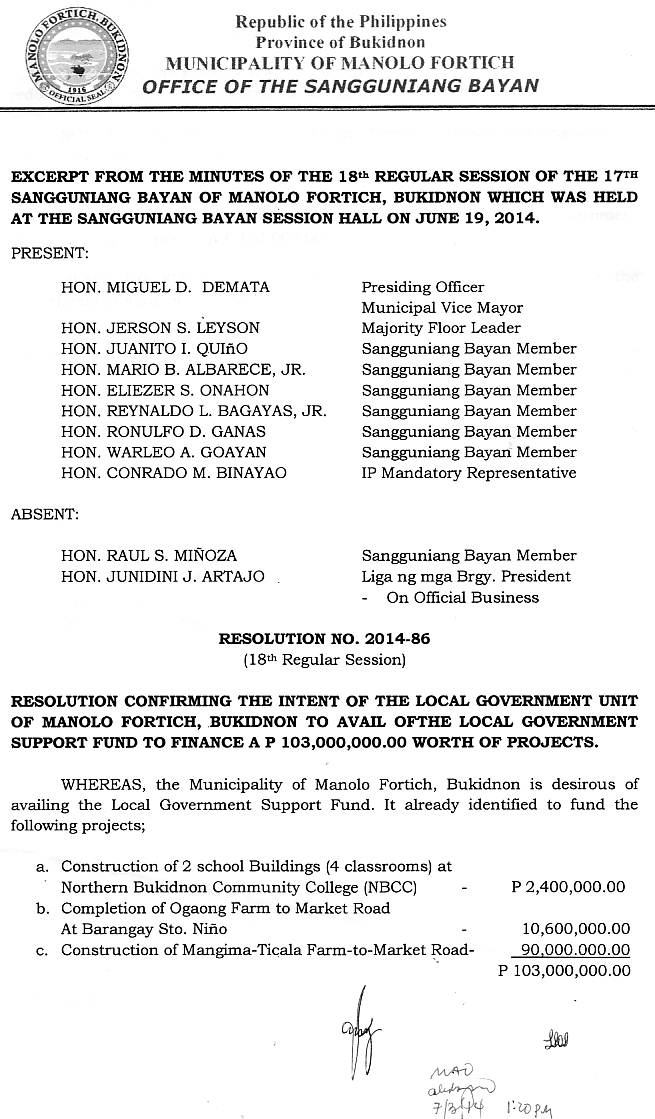 MANOLO FORTICH, BUKIDNON
1916
OFFICIAL SEAL
Republic of the Philippines
Province of Bukidnon
MUNICIPALITY OF MANOLO FORTICH
OFFICE OF THE SANGGUNIANG BAYAN
EXCERPT FROM THE MINUTES OF THE 18th REGULAR SESSION OF THE 17TH
SANGGUNIANG BAYAN OF MANOLO FORTICH, BUKIDNON WHICH WAS HELD
AT THE SANGGUNIANG BAYAN SESSION HALL ON JUNE 19, 2014.
PRESENT:
HON. MIGUEL D. DEMATA Presiding Officer
Municipal Vice Mayor
HON. JERSON S. LEYSON Majority Floor Leader
HON. JUANITO I. QUIñO Sangguniang Bayan Member
HON. MARIO B. ALBARECE, JR. Sangguniang Bayan Member
HON. ELIEZER S. ONAHON Sangguniang Bayan Member
HON. REYNALDO L. BAGAYAS, JR. Sangguniang Bayan Member
HON. RONULFO D. GANAS Sangguniang Bayan Member
HON. WARLEO A. GOAYAN Sangguniang Bayan Member
HON. CONRADO M. BINAYAO IP Mandatory Representative
ABSENT:
HON. RAUL S. MIÑOZA Sangguniang Bayan Member
HON. JUNIDINI J. ARTAJO Liga ng mga Brgy. President
- On Official Business
RESOLUTION NO. 2014-86
(18th Regular Session)
RESOLUTION CONFIRMING THE INTENT OF THE LOCAL GOVERNMENT UNIT
OF MANOLO FORTICH, BUKIDNON TO AVAIL OFTHE LOCAL GOVERNMENT
SUPPORT FUND TO FINANCE A P 103,000,000.00 WORTH OF PROJECTS.
WHEREAS, the Municipality of Manolo Fortich, Bukidnon is desirous of
availing the Local Government Support Fund. It already identified to fund the
following projects;
a. Construction of 2 school Buildings (4 classrooms) at
Northern Bukidnon Community College (NBCC) - P 2,400,000.00
b. Completion of Ogaong Farm to Market Road
At Barangay Sto. Niño - 10,600,000.00
c. Construction of Mangima-Ticala Farm-to-Market Road- 90,000.000.00
P 103,000,000.00
MAO
7/3/14 1:20 PM